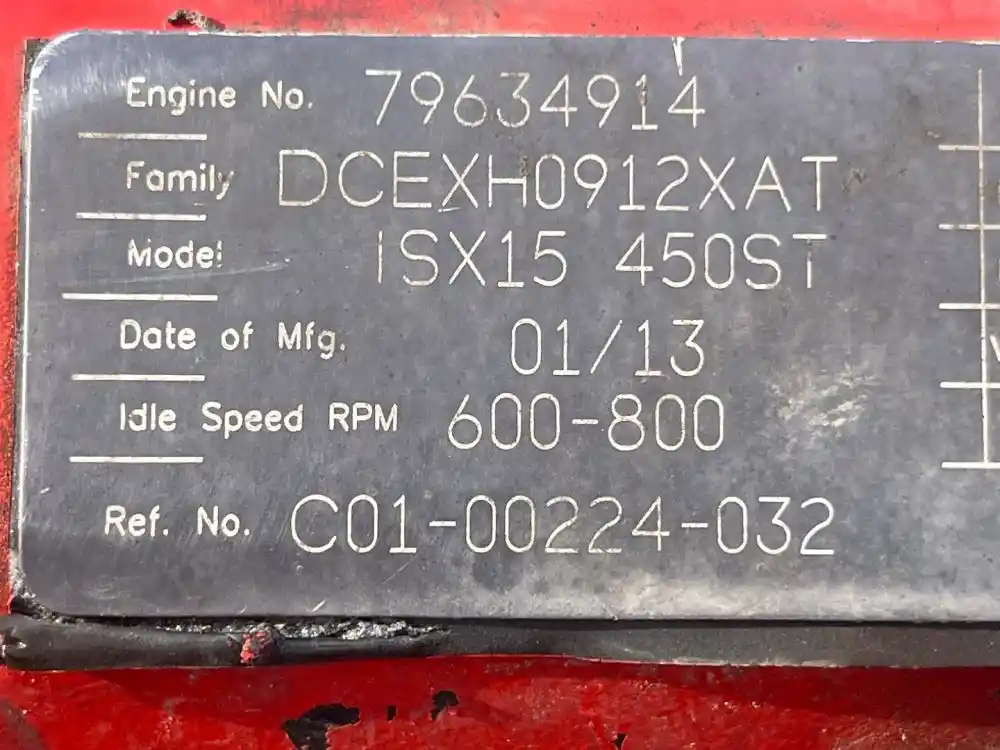 Engine No. 79634914
Family DCEXH0912XAT
Model ISX15 450ST
Date of Mfg. 01/13
Idle Speed RPM 600-800
Ref. No. C01-00224-032